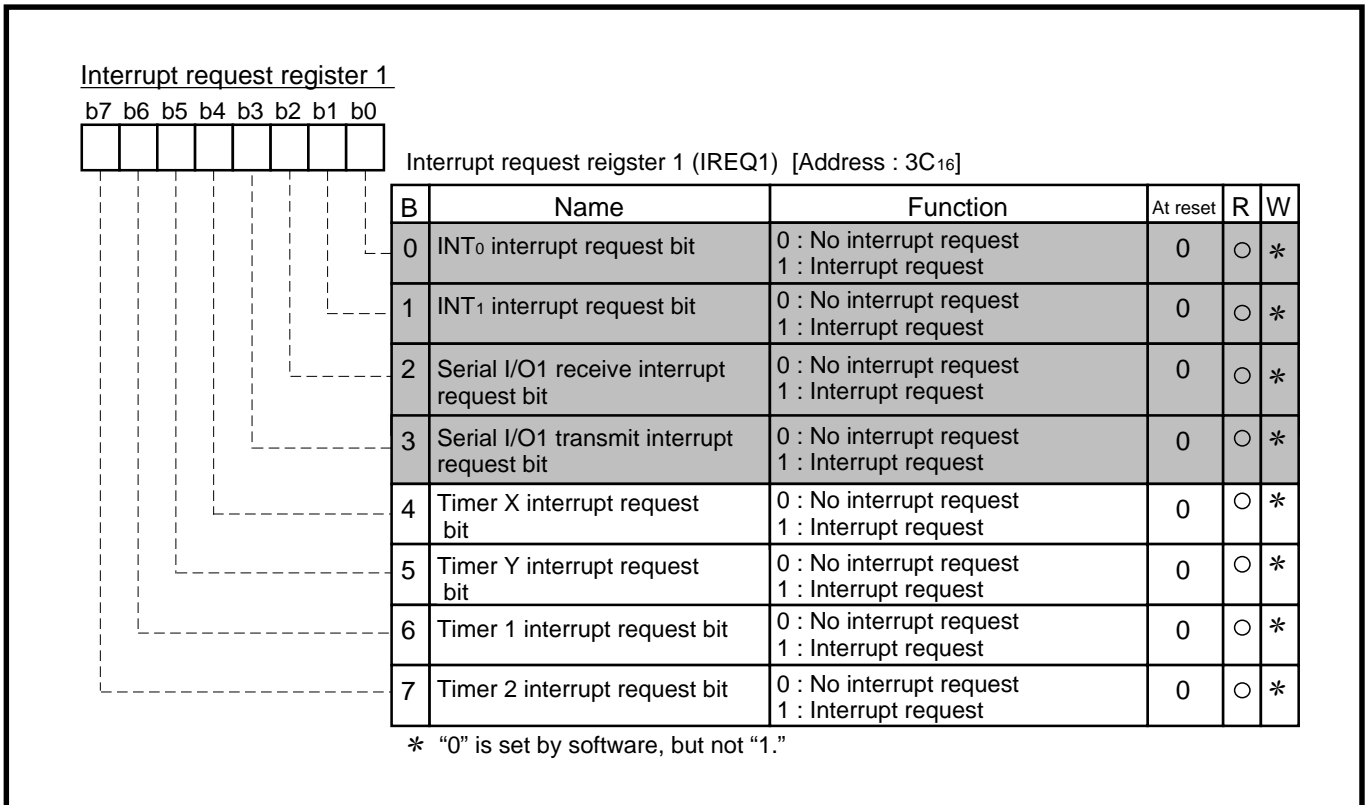 Interrupt request register 1
b7 b6 b5 b4 b3 b2 b1 b0
Interrupt request reigster 1 (IREQ1) [Address : 3C16]
B Name Function At reset R W
0 INT0 interrupt request bit 0 : No interrupt request 0 ○ *
1 : Interrupt request
1 INT1 interrupt request bit 0 : No interrupt request 0 ○ *
1 : Interrupt request
2 Serial I/O1 receive interrupt 0 : No interrupt request 0 ○ *
request bit 1 : Interrupt request
3 Serial I/O1 transmit interrupt 0 : No interrupt request 0 ○ *
request bit 1 : Interrupt request
4 Timer X interrupt request 0 : No interrupt request 0 ○ *
bit 1 : Interrupt request
5 Timer Y interrupt request 0 : No interrupt request 0 ○ *
bit 1 : Interrupt request
6 Timer 1 interrupt request bit 0 : No interrupt request 0 ○ *
1 : Interrupt request
7 Timer 2 interrupt request bit 0 : No interrupt request 0 ○ *
1 : Interrupt request
* “0” is set by software, but not “1.”